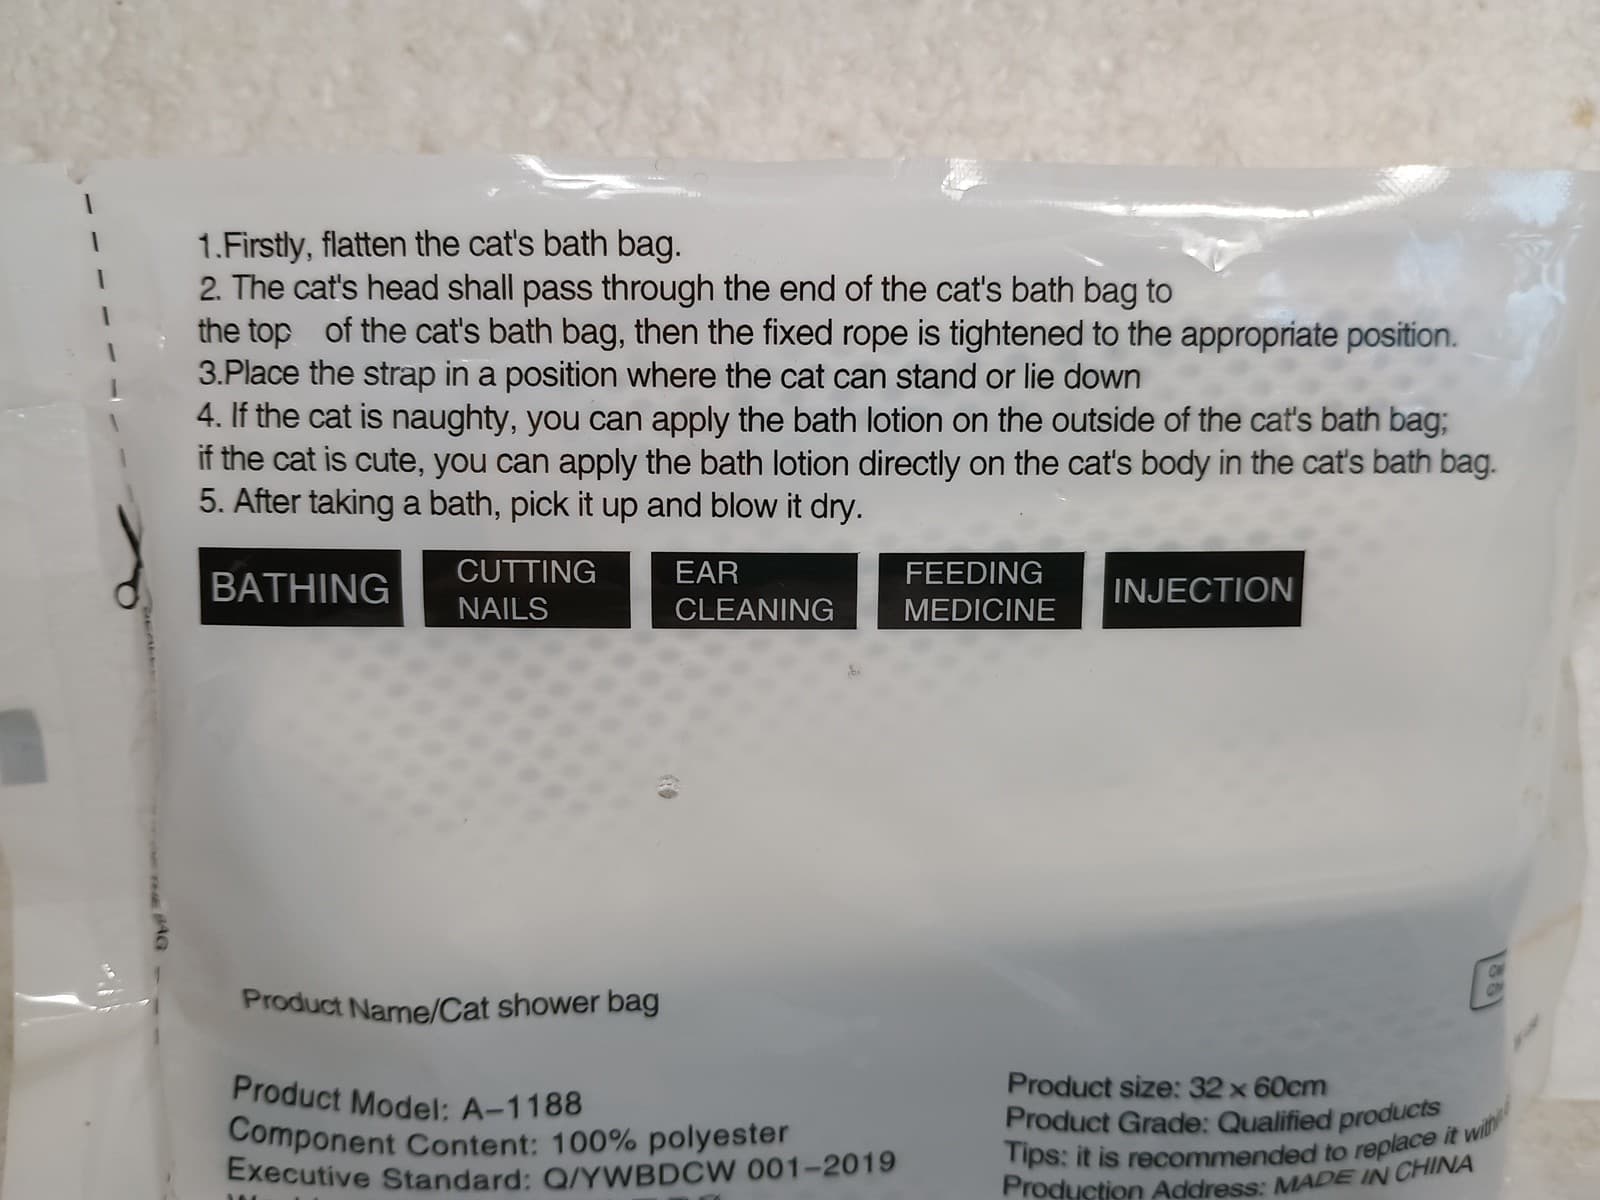 1.Firstly, flatten the cat's bath bag.
2. The cat's head shall pass through the end of the cat's bath bag to
the top of the cat's bath bag, then the fixed rope is tightened to the appropriate position.
3.Place the strap in a position where the cat can stand or lie down
4. If the cat is naughty, you can apply the bath lotion on the outside of the cat's bath bag;
if the cat is cute, you can apply the bath lotion directly on the cat's body in the cat's bath bag.
5. After taking a bath, pick it up and blow it dry.
BATHING
CUTTING
NAILS
EAR
CLEANING
FEEDING
MEDICINE
INJECTION
Product Name/Cat shower bag
Product Model: A-1188
Component Content: 100% polyester
Executive Standard: Q/YWBDCW 001-2019
Product size: 32 x 60cm
Product Grade: Qualified products
Tips: it is recommended to replace it within
Production Address: MADE IN CHINA